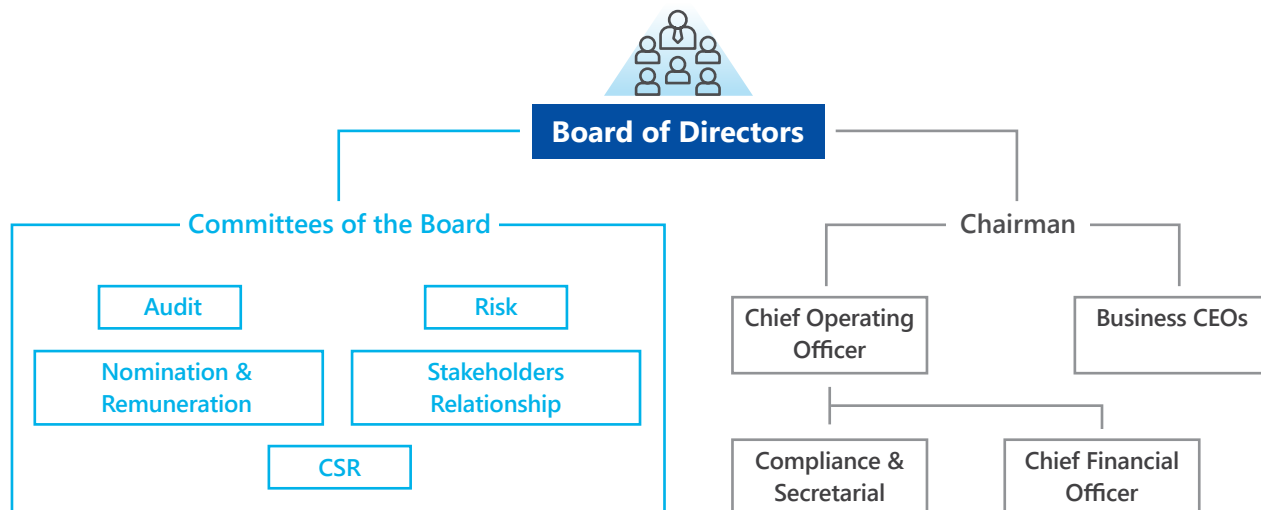 Board of Directors
Committees of the Board
Audit
Risk
Nomination &
Remuneration
Stakeholders
Relationship
CSR
Chairman
Chief Operating
Officer
Business CEOs
Compliance &
Secretarial
Chief Financial
Officer